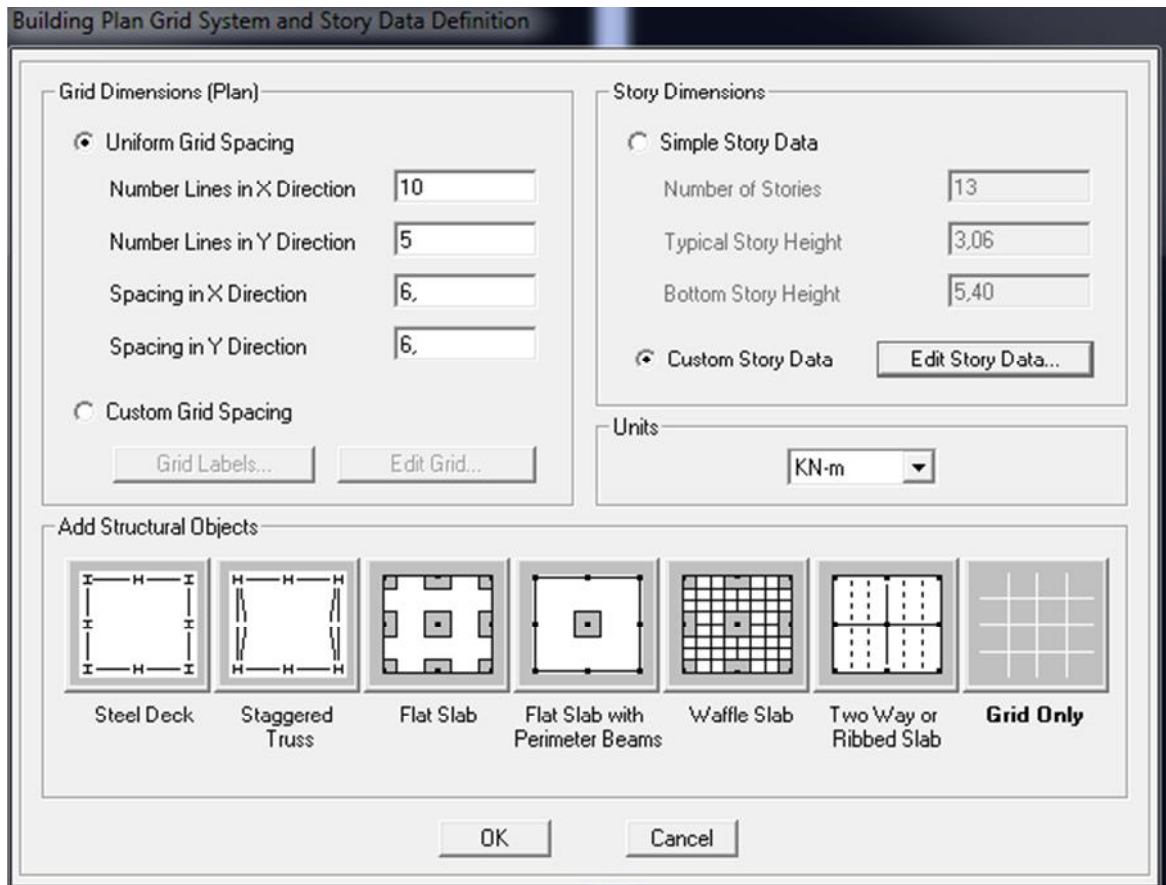 Building Plan Grid System and Story Data Definition
Grid Dimensions (Plan)
Uniform Grid Spacing
Number Lines in X Direction 10
Number Lines in Y Direction 5
Spacing in X Direction 6,
Spacing in Y Direction 6,
Custom Grid Spacing
Grid Labels... Edit Grid...
Story Dimensions
Simple Story Data
Number of Stories 13
Typical Story Height 3,06
Bottom Story Height 5,40
Custom Story Data Edit Story Data...
Units
KN-m
Add Structural Objects
Steel Deck
Staggered
Truss
Flat Slab
Flat Slab with
Perimeter Beams
Waffle Slab
Two Way or
Ribbed Slab
Grid Only
OK Cancel